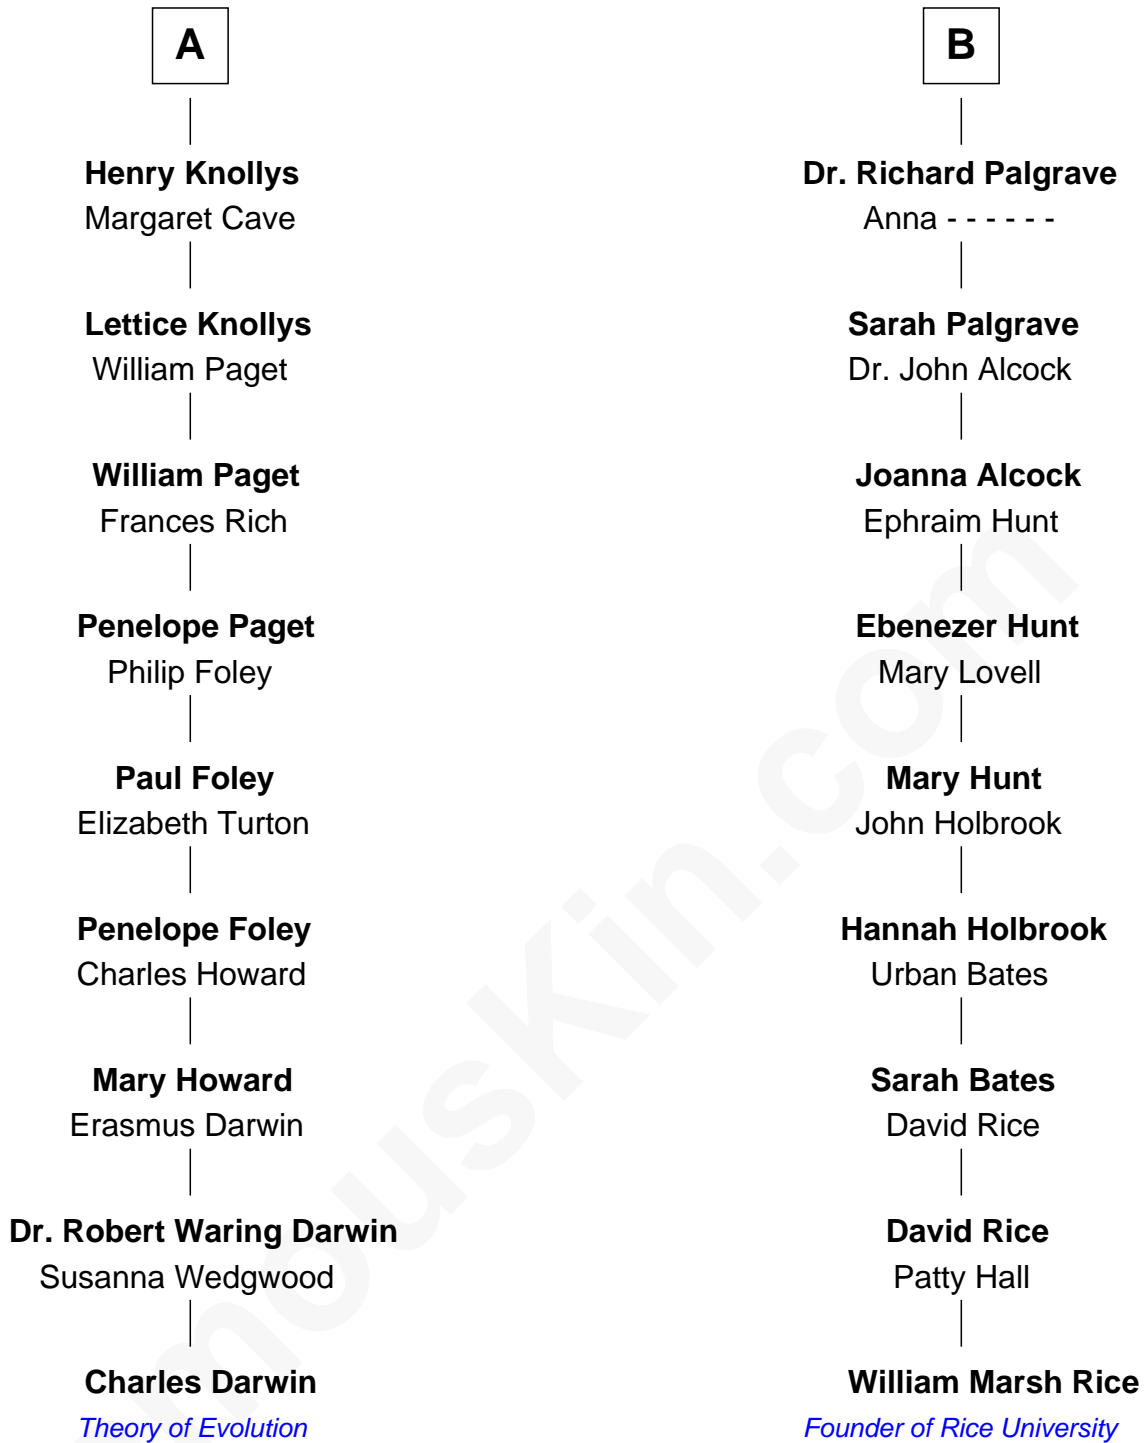 A
Henry Knollys
Margaret Cave
Lettice Knollys
William Paget
William Paget
Frances Rich
Penelope Paget
Philip Foley
Paul Foley
Elizabeth Turton
Penelope Foley
Charles Howard
Mary Howard
Erasmus Darwin
Dr. Robert Waring Darwin
Susanna Wedgwood
Charles Darwin
Theory of Evolution
B
Dr. Richard Palgrave
Anna - - - - - -
Sarah Palgrave
Dr. John Alcock
Joanna Alcock
Ephraim Hunt
Ebenezer Hunt
Mary Lovell
Mary Hunt
John Holbrook
Hannah Holbrook
Urban Bates
Sarah Bates
David Rice
David Rice
Patty Hall
William Marsh Rice
Founder of Rice University
mousKin.com